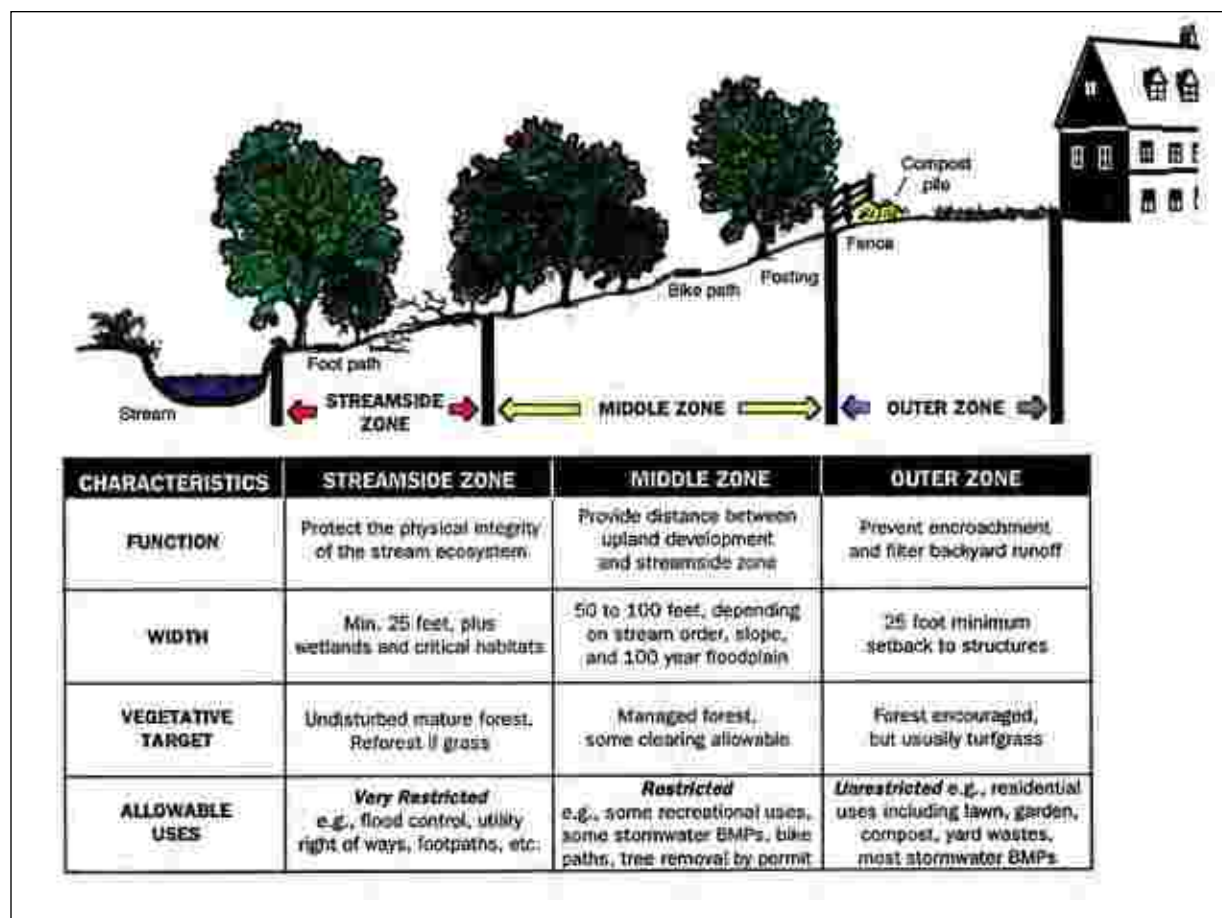 Compost
pile
Fence
Posting
Bike path
Foot path
Stream
STREAMSIDE
ZONE
MIDDLE ZONE
OUTER ZONE
CHARACTERISTICS
STREAMSIDE ZONE
MIDDLE ZONE
OUTER ZONE
FUNCTION
Protect the physical integrity
of the stream ecosystem
Provide distance between
upland development
and streamside zone
Prevent encroachment
and filter backyard runoff
WIDTH
Min. 25 feet, plus
wetlands and critical habitats
50 to 100 feet, depending
on stream order, slope,
and 100 year floodplain
25 foot minimum
setback to structures
VEGETATIVE
TARGET
Undisturbed mature forest.
Reforest if grass
Managed forest,
some clearing allowable
Forest encouraged,
but usually turfgrass
ALLOWABLE
USES
Very Restricted
e.g., flood control, utility
right of ways, footpaths, etc.
Restricted
e.g., some recreational uses,
some stormwater BMPs, bike
paths, tree removal by permit
Unrestricted e.g., residential
uses including lawn, garden,
compost, yard wastes,
most stormwater BMPs